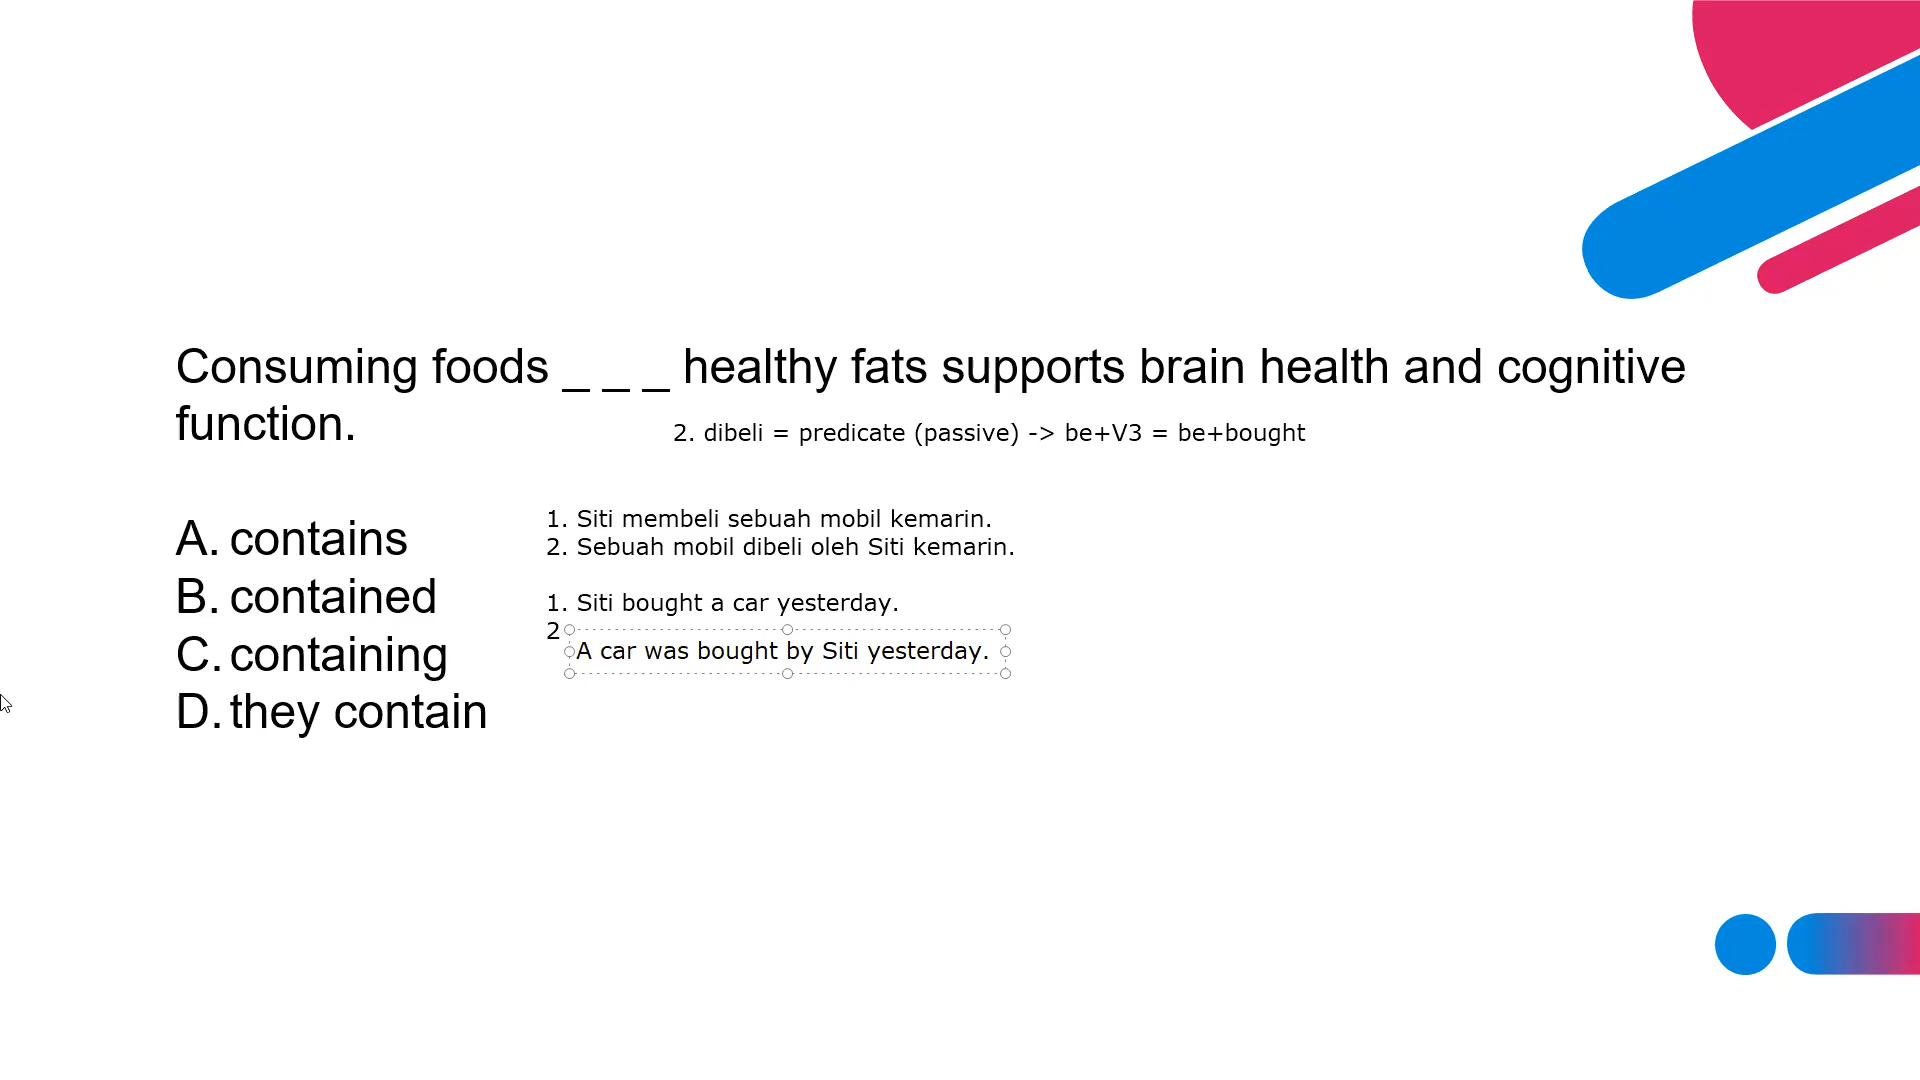 Consuming foods _ _ _ healthy fats supports brain health and cognitive
function.
2. dibeli = predicate (passive) -> be+V3 = be+bought
A. contains
B. contained
C. containing
D. they contain
1. Siti membeli sebuah mobil kemarin.
2. Sebuah mobil dibeli oleh Siti kemarin.
1. Siti bought a car yesterday.
2
A car was bought by Siti yesterday.